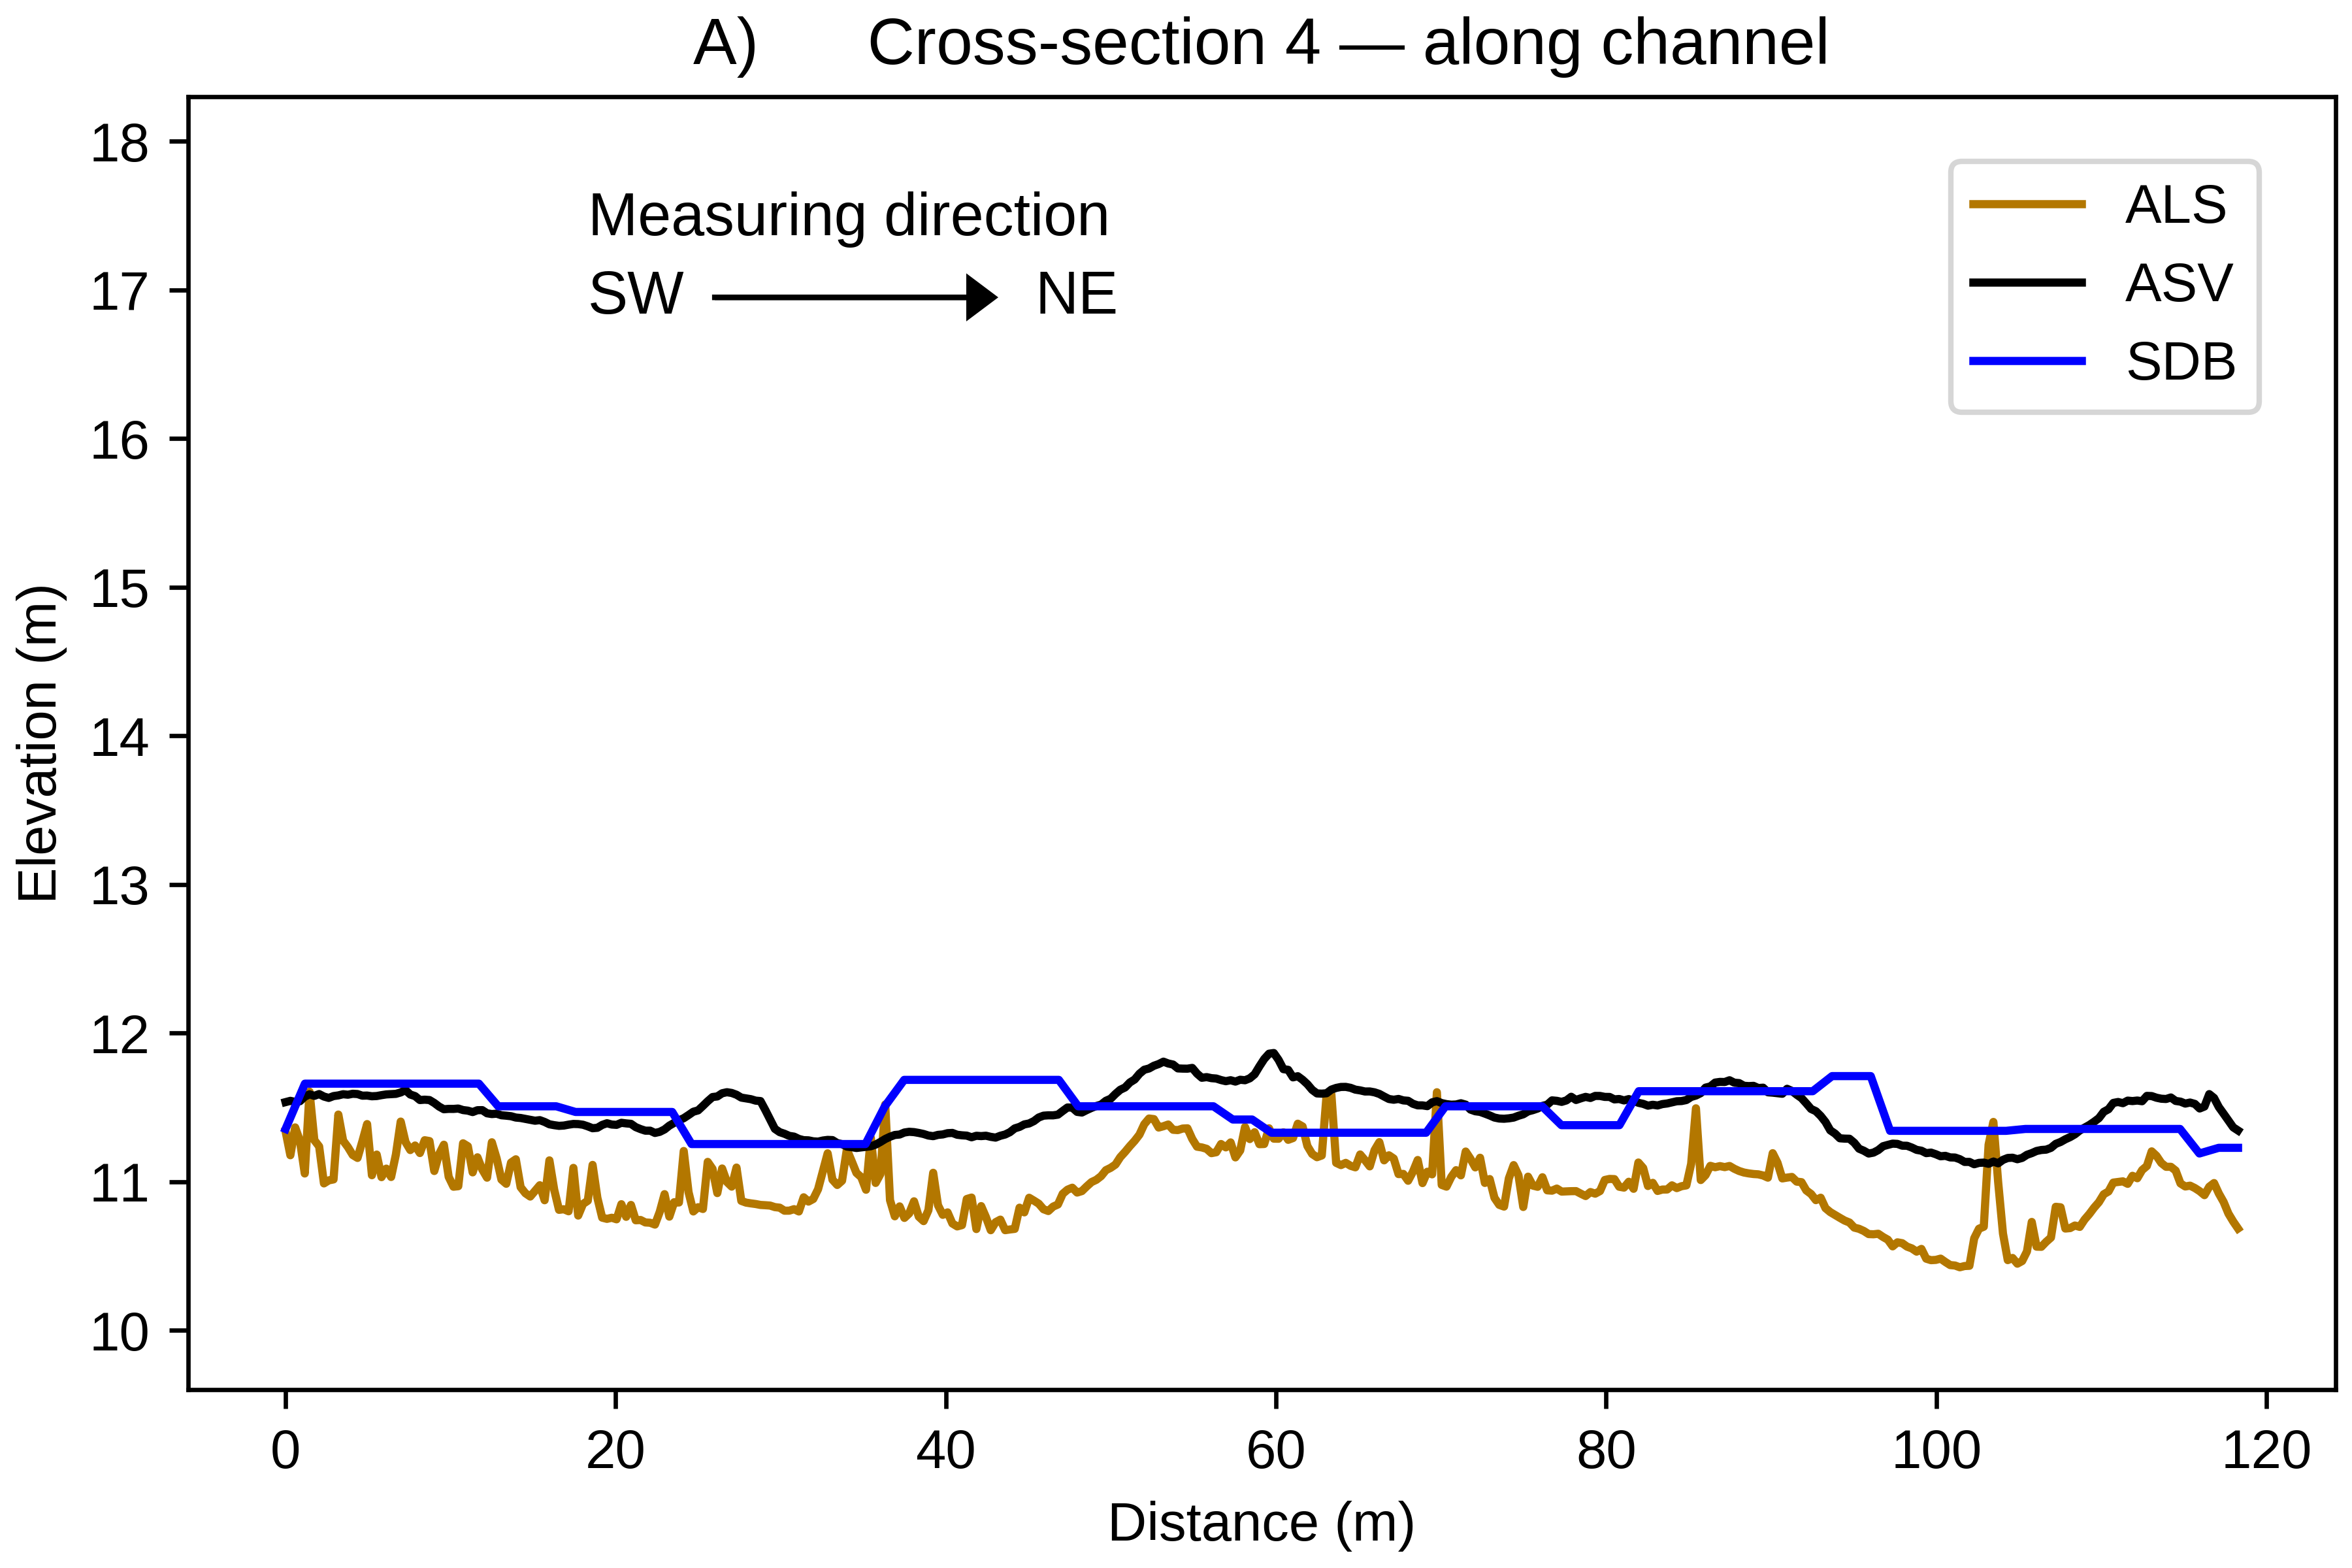 A) Cross-section 4 — along channel
18
17
16
15
14
13
12
11
10
Elevation (m)
Measuring direction
SW NE
ALS
ASV
SDB
0 20 40 60 80 100 120
Distance (m)